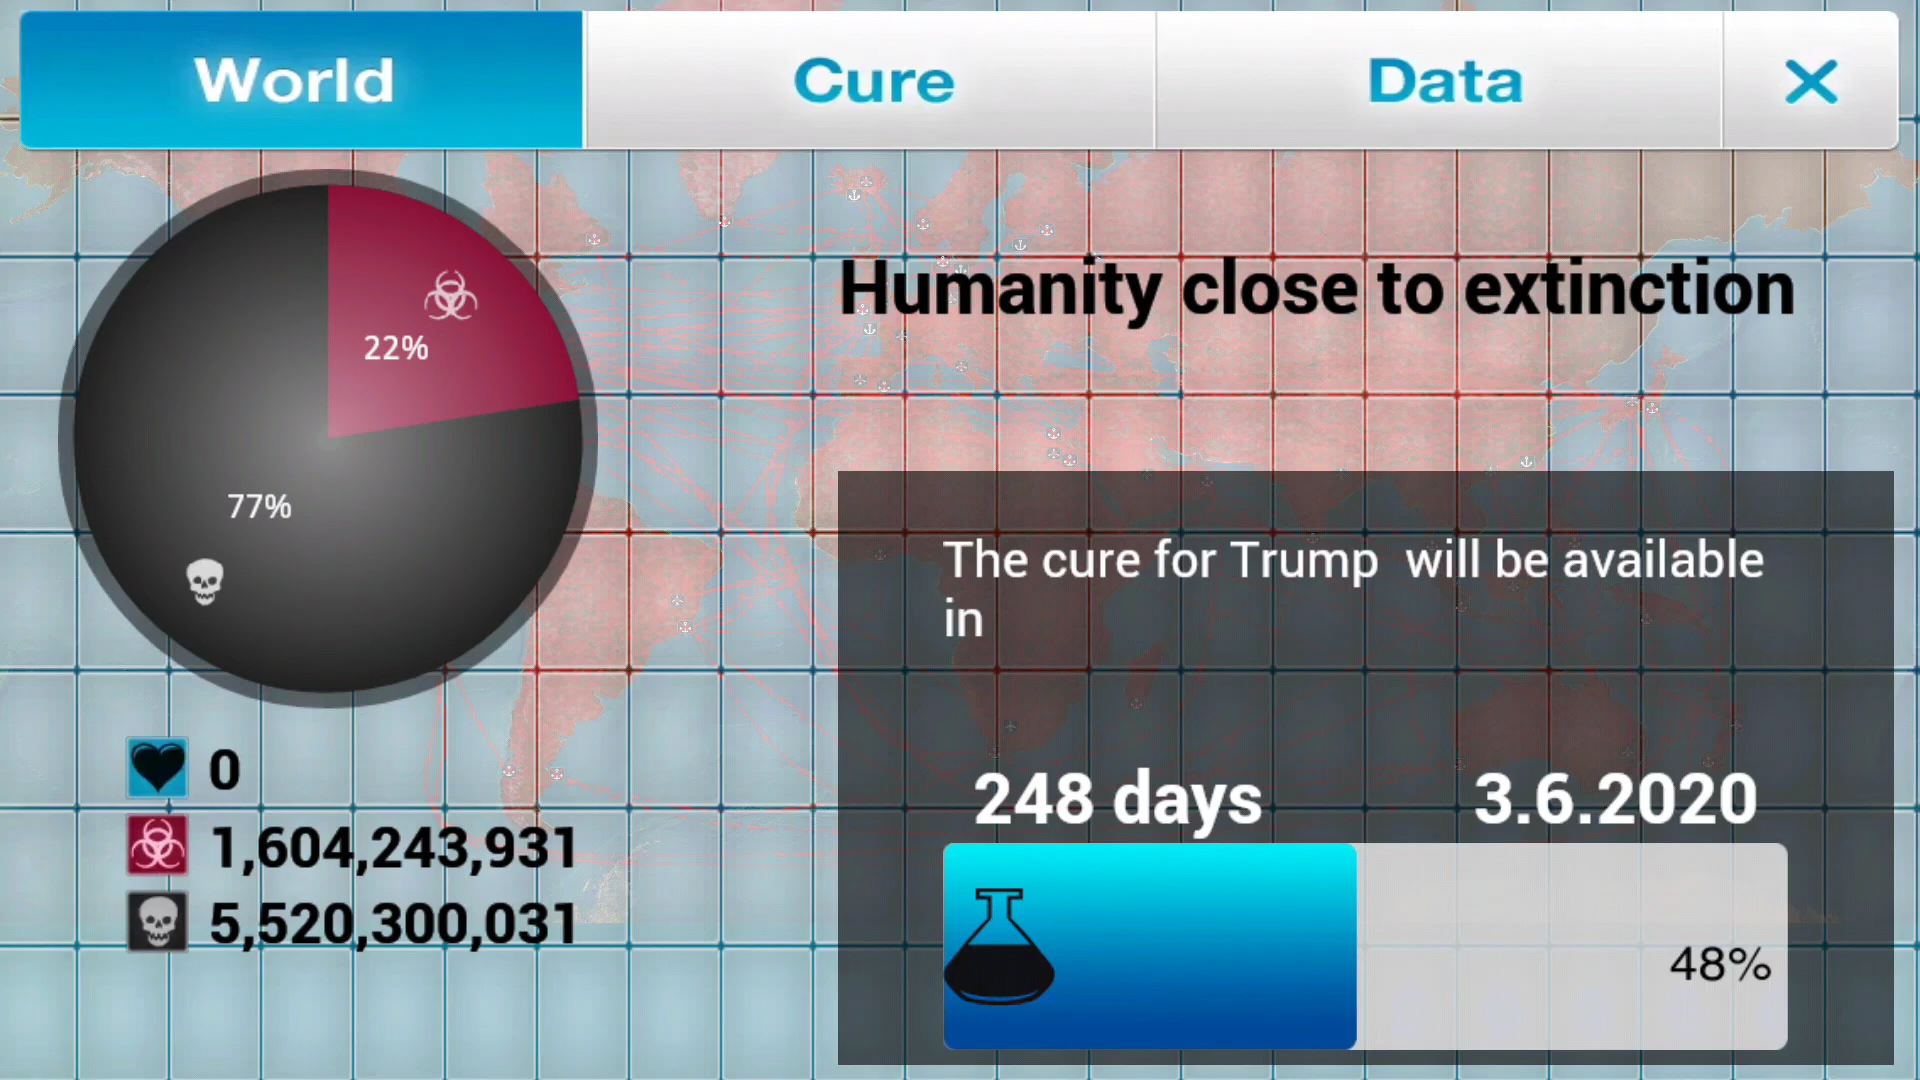 World
Cure
Data
22%
77%
Humanity close to extinction
0
1,604,243,931
5,520,300,031
The cure for Trump will be available
in
248 days
3.6.2020
48%